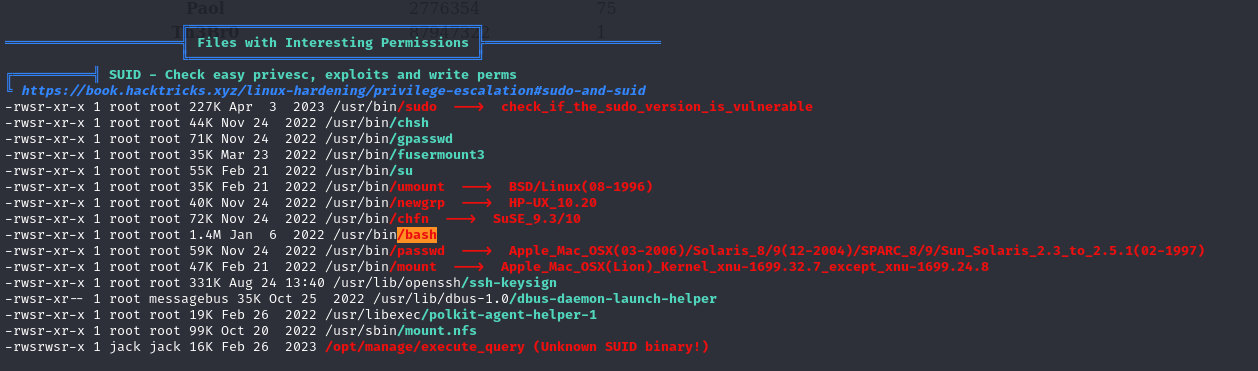 Paol 2776354 75
1
Files with Interesting Permissions
SUID - Check easy privesc, exploits and write perms
https://book.hacktricks.xyz/linux-hardening/privilege-escalation#sudo-and-suid
-rwsr-xr-x 1 root root 227K Apr  3  2023 /usr/bin/sudo  --->  check_if_the_sudo_version_is_vulnerable
-rwsr-xr-x 1 root root 44K Nov 24  2022 /usr/bin/chsh
-rwsr-xr-x 1 root root 71K Nov 24  2022 /usr/bin/gpasswd
-rwsr-xr-x 1 root root 35K Mar 23  2022 /usr/bin/fusermount3
-rwsr-xr-x 1 root root 55K Feb 21  2022 /usr/bin/su
-rwsr-xr-x 1 root root 35K Feb 21  2022 /usr/bin/umount  --->  BSD/Linux(08-1996)
-rwsr-xr-x 1 root root 40K Nov 24  2022 /usr/bin/newgrp  --->  HP-UX_10.20
-rwsr-xr-x 1 root root 72K Nov 24  2022 /usr/bin/chfn  --->  SuSE_9.3/10
-rwsr-xr-x 1 root root 1.4M Jan  6  2022 /usr/bin/bash
-rwsr-xr-x 1 root root 59K Nov 24  2022 /usr/bin/passwd  --->  Apple_Mac_OSX(03-2006)/Solaris_8/9(12-2004)/SPARC_8/9/Sun_Solaris_2.3_to_2.5.1(02-1997)
-rwsr-xr-x 1 root root 47K Feb 21  2022 /usr/bin/mount  --->  Apple_Mac_OSX(Lion)_Kernel_xnu-1699.32.7_except_xnu-1699.24.8
-rwsr-xr-x 1 root root 331K Aug 24 13:40 /usr/lib/openssh/ssh-keysign
-rwsr-xr-- 1 root messagebus 35K Oct 25  2022 /usr/lib/dbus-1.0/dbus-daemon-launch-helper
-rwsr-xr-x 1 root root 19K Feb 26  2022 /usr/libexec/polkit-agent-helper-1
-rwsr-xr-x 1 root root 99K Oct 20  2022 /usr/sbin/mount.nfs
-rwsrwsr-x 1 jack jack 16K Feb 26  2023 /opt/manage/execute_query (Unknown SUID binary!)